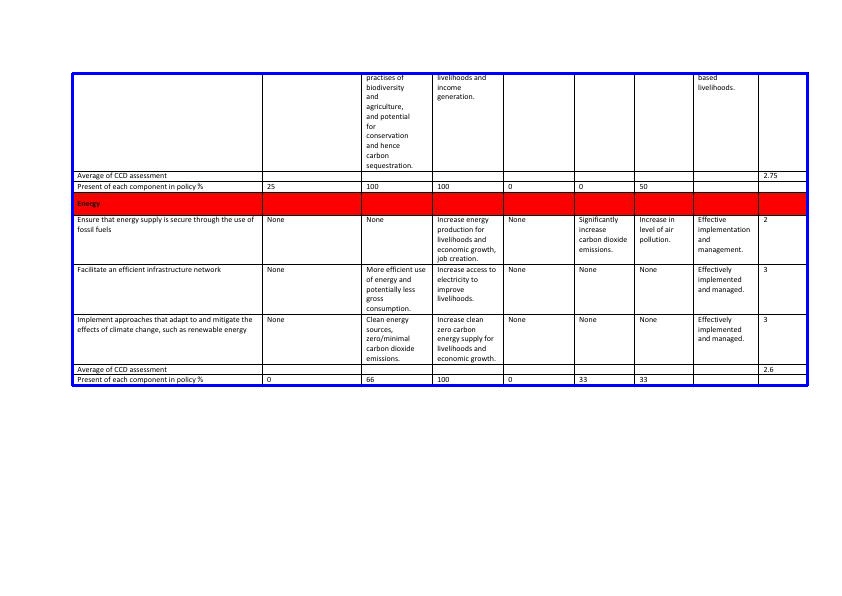 practises of
biodiversity
and
agriculture,
and potential
for
conservation
and hence
carbon
sequestration.
livelihoods and
income
generation.
based
livelihoods.
Average of CCD assessment 2.75
Present of each component in policy % 25 100 100 0 0 50
Energy
Ensure that energy supply is secure through the use of
fossil fuels
None
None
Increase energy
production for
livelihoods and
economic growth,
job creation.
None
Significantly
increase
carbon dioxide
emissions.
Increase in
level of air
pollution.
Effective
implementation
and
management.
2
Facilitate an efficient infrastructure network
None
More efficient use
of energy and
potentially less
gross
consumption.
Increase access to
electricity to
improve
livelihoods.
None
None
None
Effectively
implemented
and managed.
3
Implement approaches that adapt to and mitigate the
effects of climate change, such as renewable energy
None
Clean energy
sources,
zero/minimal
carbon dioxide
emissions.
Increase clean
zero carbon
energy supply for
livelihoods and
economic growth.
None
None
None
Effectively
implemented
and managed.
3
Average of CCD assessment 2.6
Present of each component in policy % 0 66 100 0 33 33